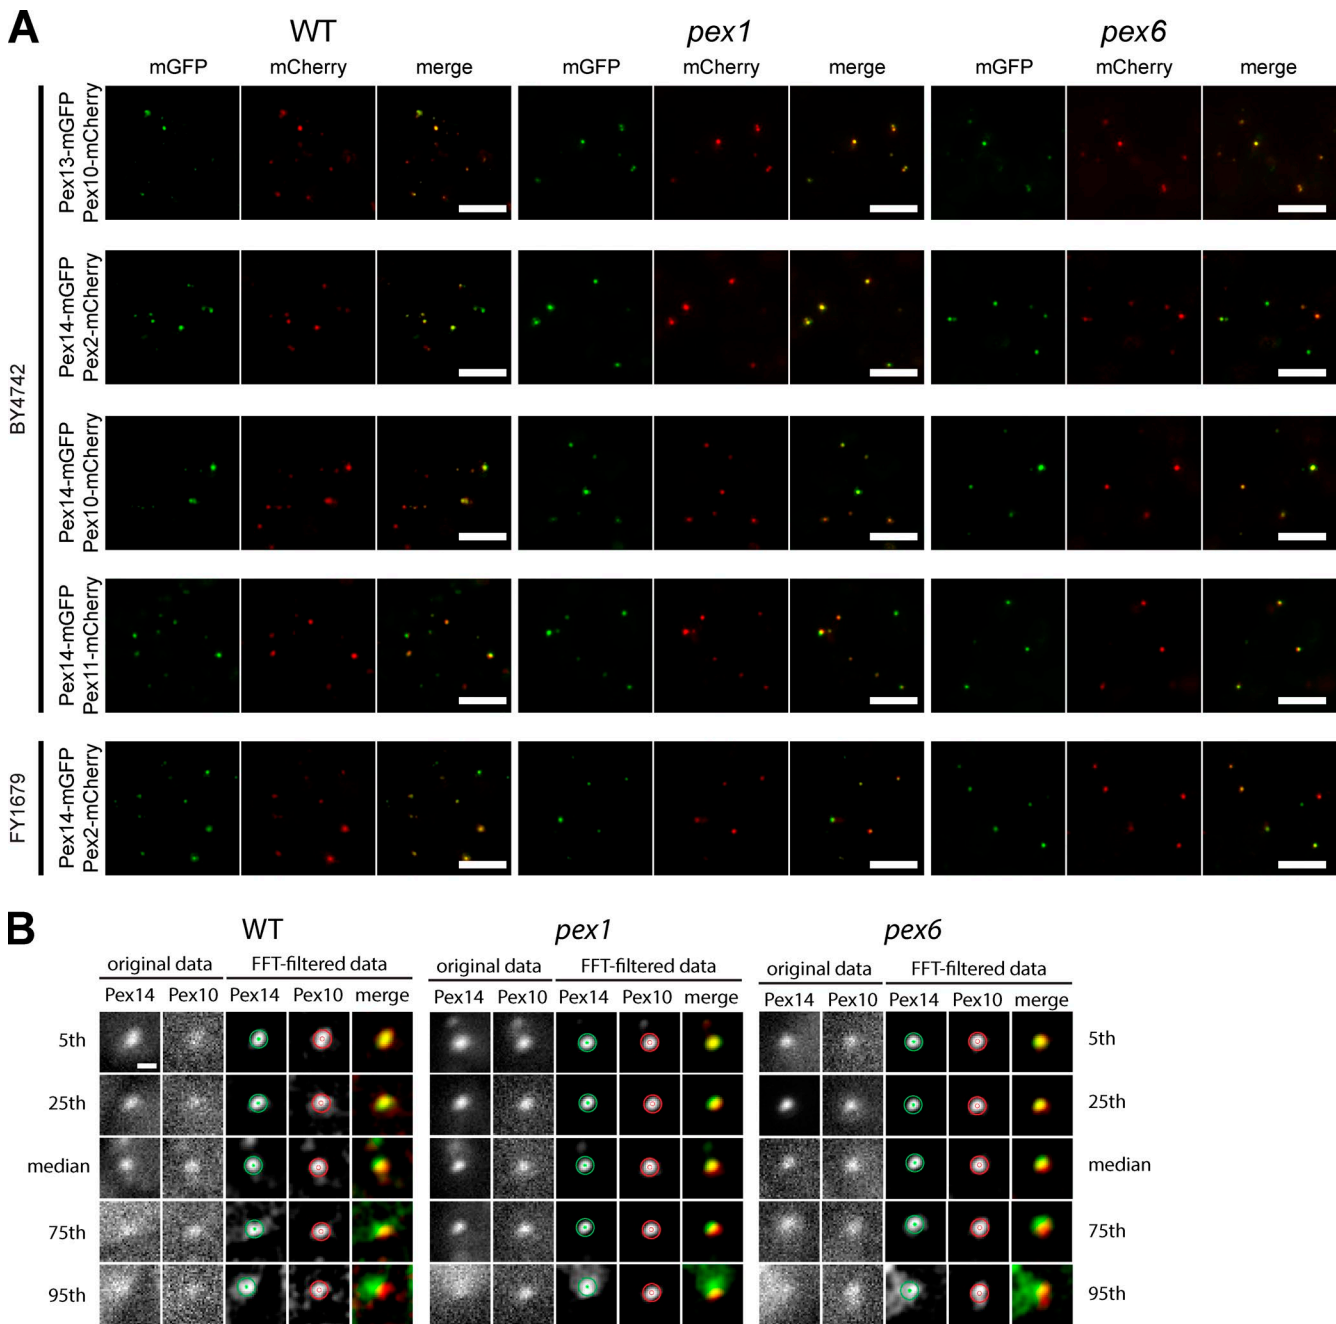 A
WT pex1 pex6
mGFP mCherry merge mGFP mCherry merge mGFP mCherry merge
BY4742
Pex13-mGFP
Pex10-mCherry
Pex14-mGFP
Pex2-mCherry
Pex14-mGFP
Pex10-mCherry
Pex14-mGFP
Pex11-mCherry
FY1679
Pex14-mGFP
Pex2-mCherry
B
WT pex1 pex6
original data FFT-filtered data original data FFT-filtered data original data FFT-filtered data
Pex14 Pex10 Pex14 Pex10 merge Pex14 Pex10 Pex14 Pex10 merge Pex14 Pex10 Pex14 Pex10 merge
5th 5th
25th 25th
median median
75th 75th
95th 95th